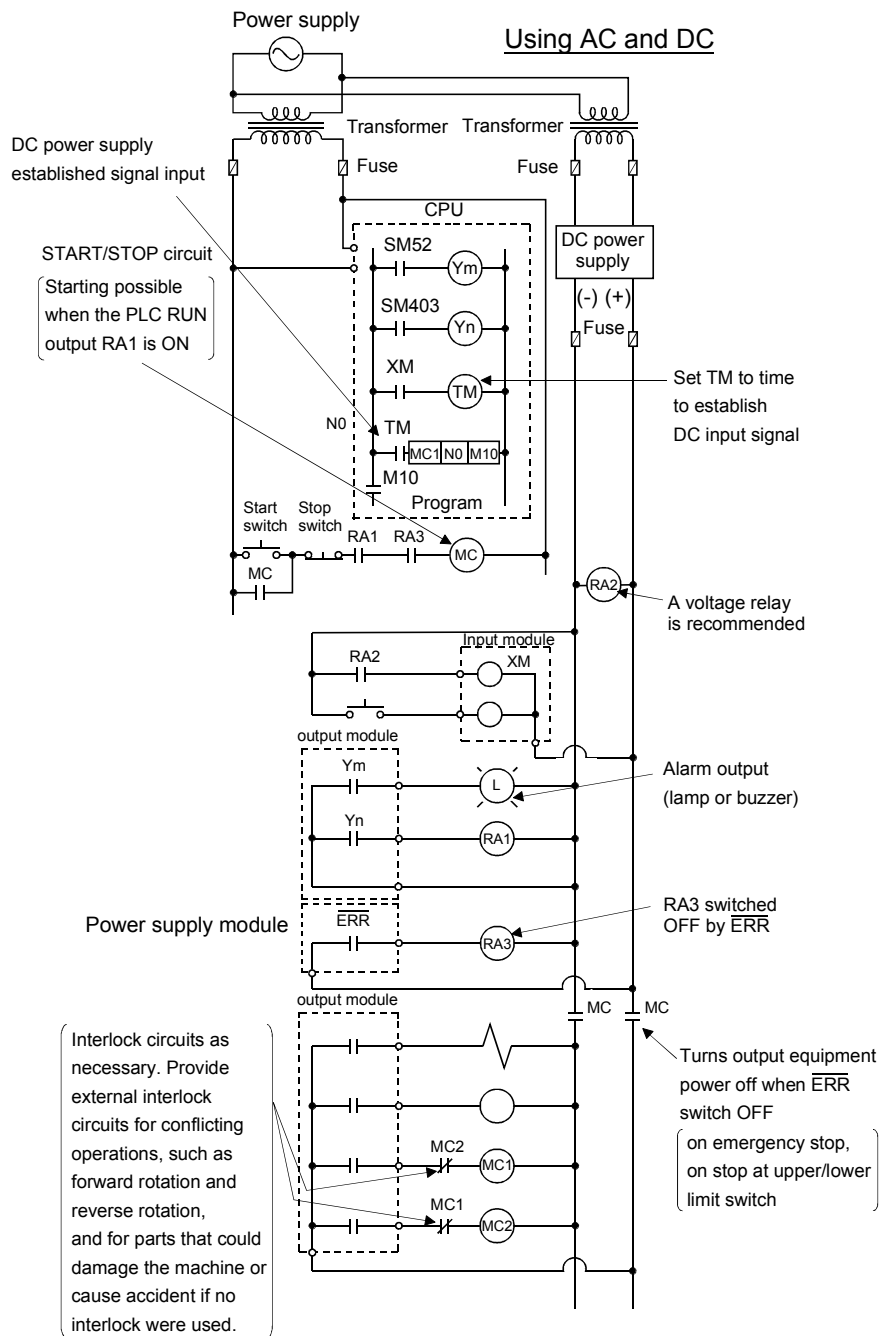 Power supply
Using AC and DC
Transformer
Transformer
DC power supply
established signal input
Fuse
Fuse
CPU
START/STOP circuit
Starting possible
when the PLC RUN
output RA1 is ON
SM52
Ym
DC power
supply
(-) (+)
Fuse
SM403
Yn
XM
TM
Set TM to time
to establish
DC input signal
N0
TM
MC1 N0 M10
M10
Program
Start
switch
Stop
switch
RA1
RA3
MC
MC
RA2
A voltage relay
is recommended
Input module
RA2
XM
output module
Ym
L
Alarm output
(lamp or buzzer)
Yn
RA1
Power supply module
ERR
RA3
RA3 switched
OFF by ERR
output module
MC
MC
Interlock circuits as
necessary. Provide
external interlock
circuits for conflicting
operations, such as
forward rotation and
reverse rotation,
and for parts that could
damage the machine or
cause accident if no
interlock were used.
Turns output equipment
power off when ERR
switch OFF
on emergency stop,
on stop at upper/lower
limit switch
MC2
MC1
MC1
MC2